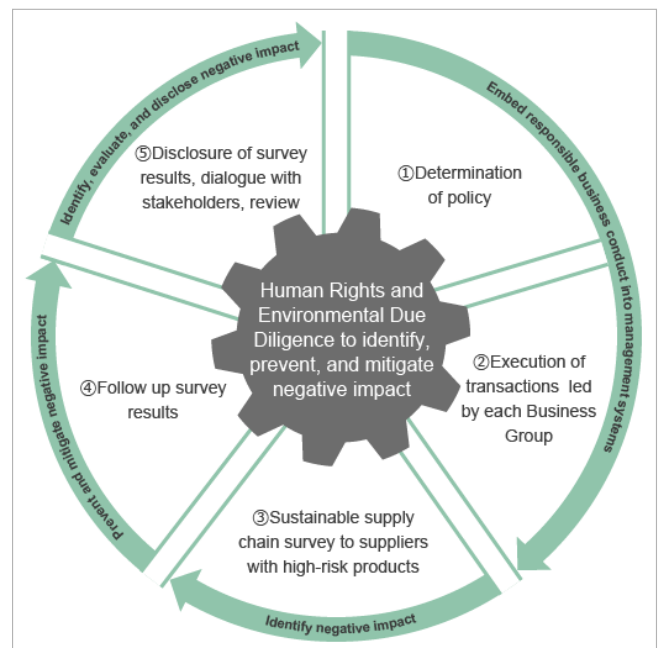 Embed responsible business conduct into management systems
①Determination
of policy
②Execution of
transactions led
by each Business
Group
Identify negative impact
③Sustainable supply
chain survey to suppliers
with high-risk products
Prevent and mitigate negative impact
④Follow up survey
results
Identify, evaluate, and disclose negative impact
⑤Disclosure of survey
results, dialogue with
stakeholders, review
Human Rights and
Environmental Due
Diligence to identify,
prevent, and mitigate
negative impact